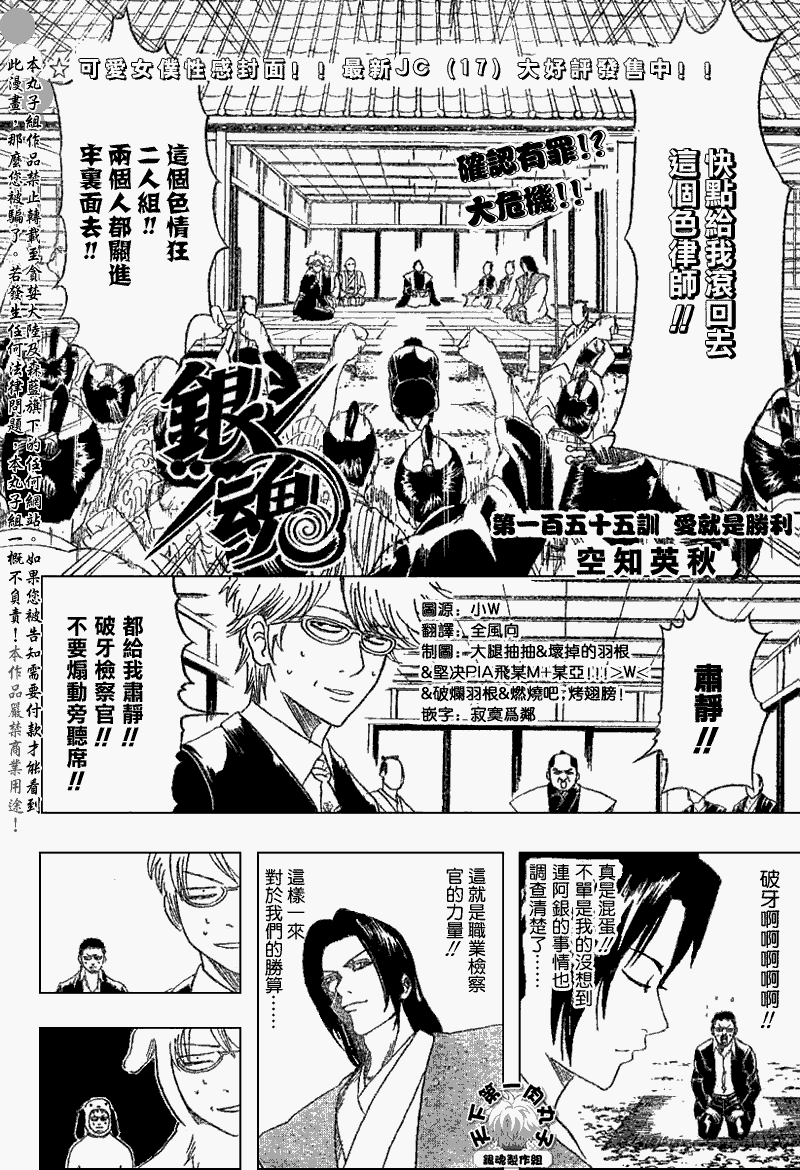 ☆ 可愛女僕性感封面！！ 最新JC（17）大好評發售中！！
快點給我滾回去
這個色律師!!
確認有罪!?
大危機!!
這個色情狂
二人組!!
兩個人都關進
牢裏面去!!
銀魂
第一百五十五訓 愛就是勝利
空知英秋
本丸子組作品禁止轉載至貪婪大陸及森藍旗下的任何網站。如果您被告知需要付款才能看到
此漫畫，那麼您被騙了。若發生任何法律問題，本丸子組一概不負責！本作品嚴禁商業用途！
肅靜!!
圖源：小W
翻譯：全風向
制圖：大腿抽抽&壞掉的羽根
&堅决PIA飛某M+某亞!!!>W<
&破爛羽根&燃燒吧，烤翅膀！
嵌字：寂寞爲鄰
都給我肅靜!!
破牙檢察官!!
不要煽動旁聽席!!
破牙啊啊啊啊啊!!
真是混蛋!!
不單是我的沒想到
連阿銀的事情也
調查清楚了……
這就是職業檢察
官的力量!!
這樣一來
對於我們的勝算……
天下第一肉丸子
銀魂製作組